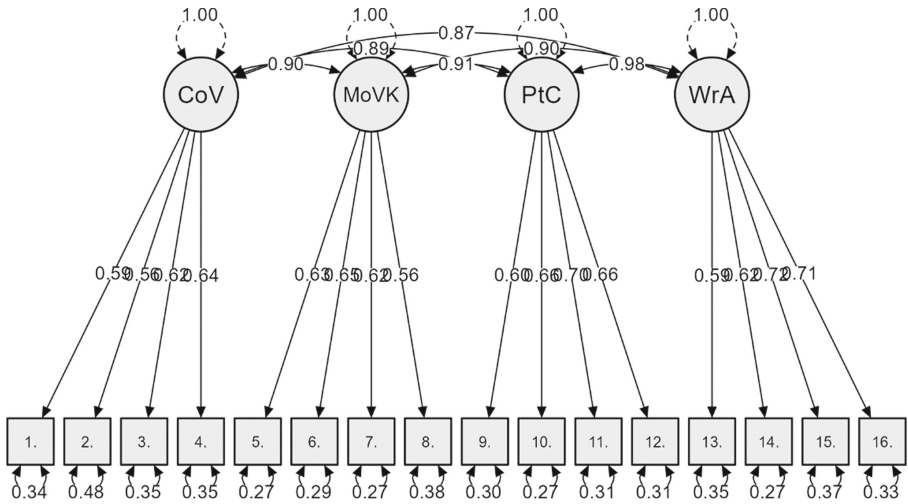 1.00 1.00 1.00 1.00
0.87
0.89 0.90
0.90 0.91 0.98
CoV MoVK PtC WrA
0.59 0.56 0.62 0.64 0.63 0.65 0.62 0.56 0.60 0.66 0.70 0.66 0.59 0.62 0.72 0.71
1. 2. 3. 4. 5. 6. 7. 8. 9. 10. 11. 12. 13. 14. 15. 16.
0.34 0.48 0.35 0.35 0.27 0.29 0.27 0.38 0.30 0.27 0.31 0.31 0.35 0.27 0.37 0.33